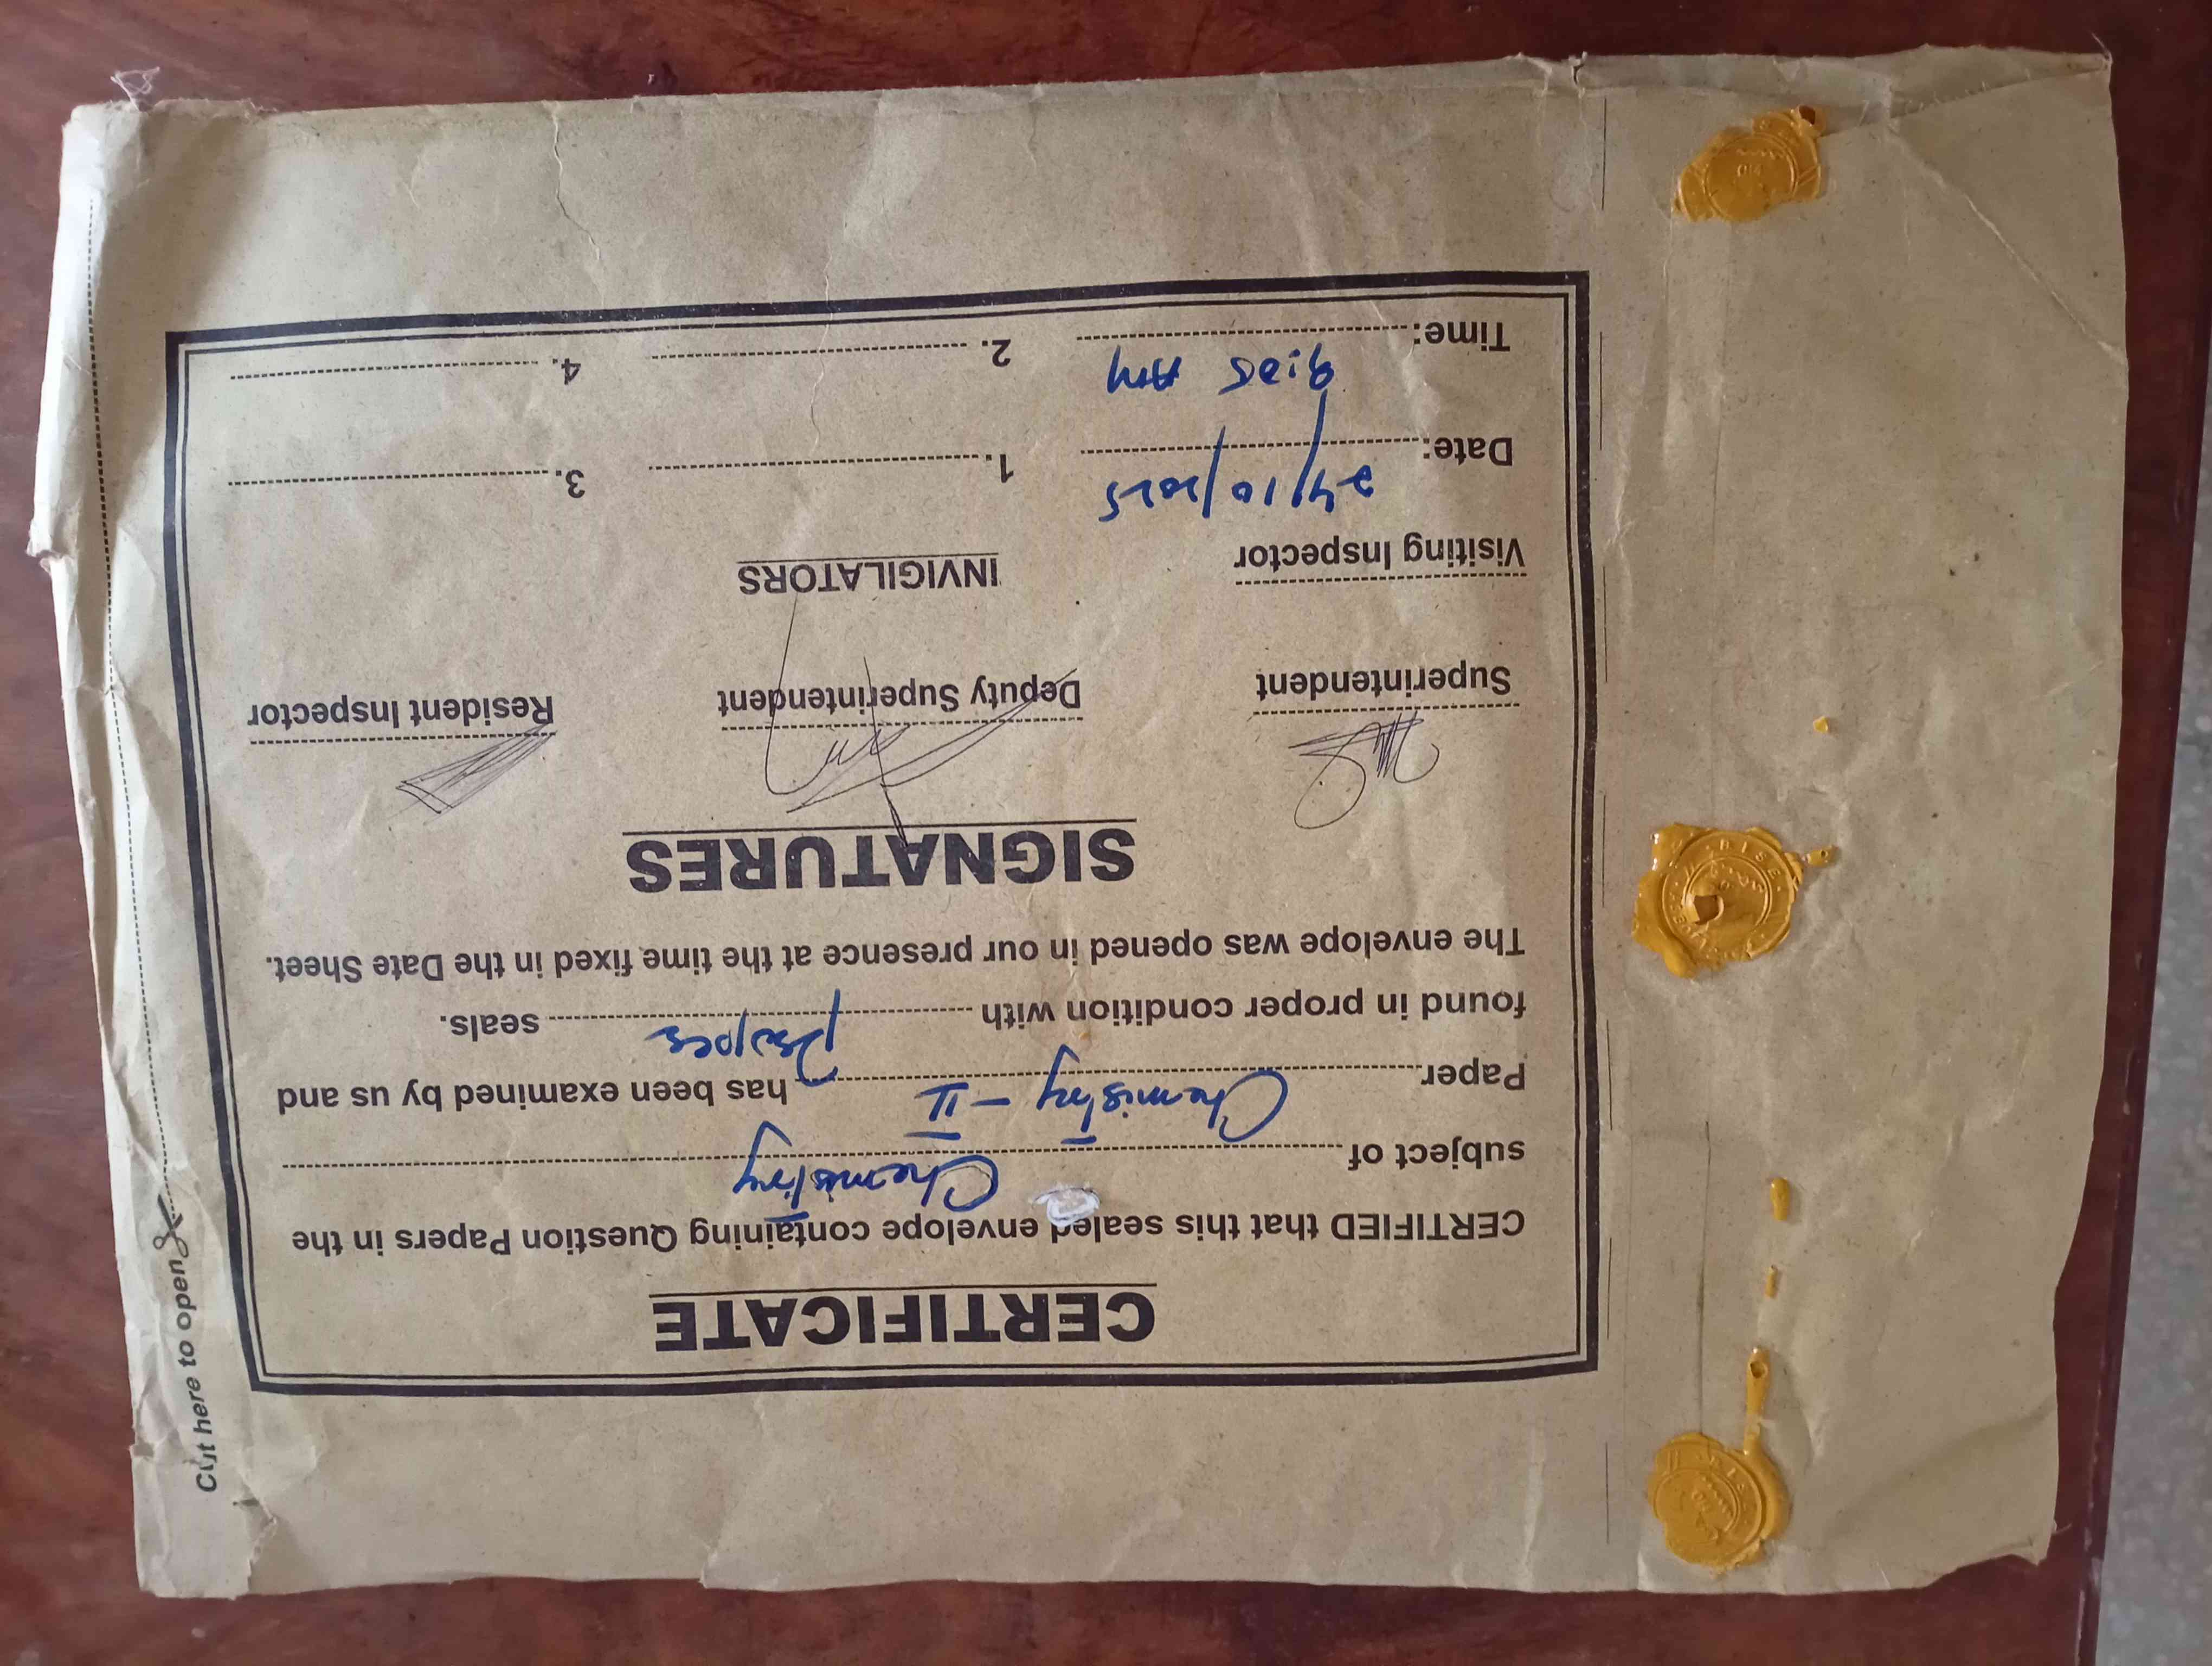 CERTIFICATE
CERTIFIED that this sealed envelope containing Question Papers in the
subject of Chemistry
Paper Chemistry - II has been examined by us and
found in proper condition with proper seals.
The envelope was opened in our presence at the time fixed in the Date Sheet.
SIGNATURES
Superintendent Deputy Superintendent Resident Inspector
Visiting Inspector INVIGILATORS
Date: 24/10/2025 1. 3.
Time: 9:05 AM 2. 4.
Cut here to open